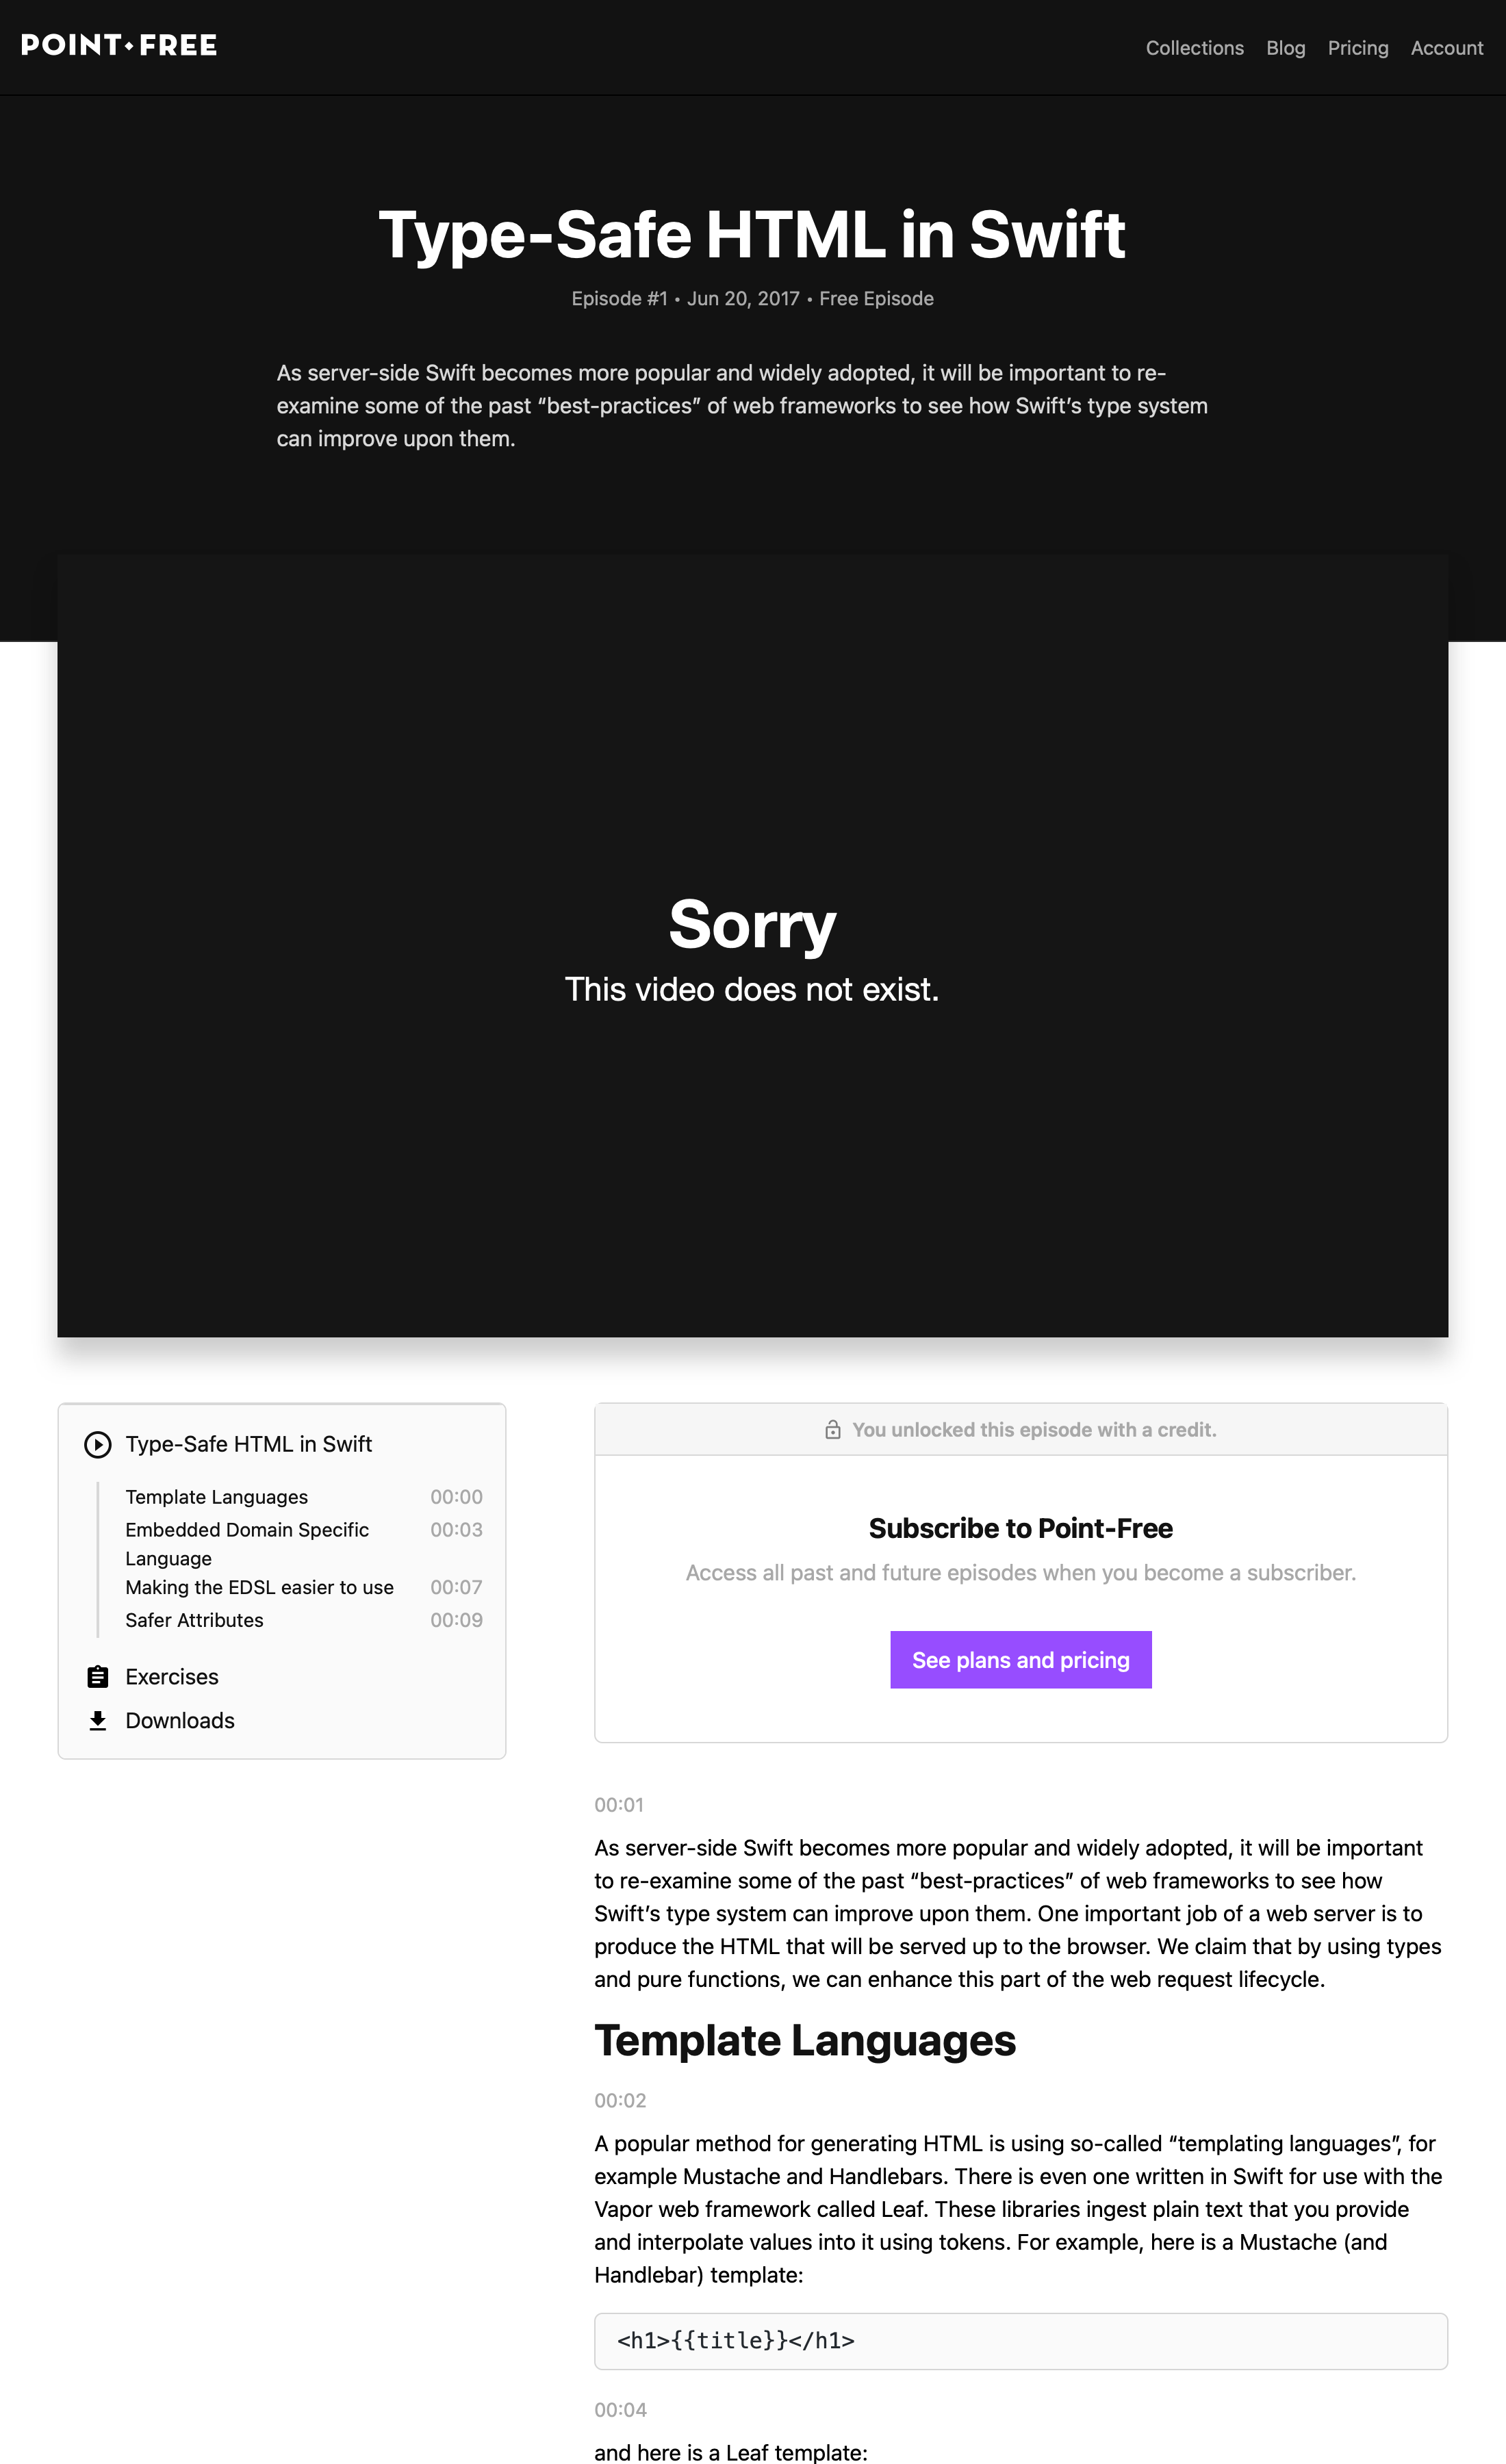 POINT•FREE
Collections Blog Pricing Account
Type-Safe HTML in Swift
Episode #1 • Jun 20, 2017 • Free Episode
As server-side Swift becomes more popular and widely adopted, it will be important to re-
examine some of the past “best-practices” of web frameworks to see how Swift’s type system
can improve upon them.
Sorry
This video does not exist.
Type-Safe HTML in Swift
Template Languages 00:00
Embedded Domain Specific 00:03
Language
Making the EDSL easier to use 00:07
Safer Attributes 00:09
Exercises
Downloads
You unlocked this episode with a credit.
Subscribe to Point-Free
Access all past and future episodes when you become a subscriber.
See plans and pricing
00:01
As server-side Swift becomes more popular and widely adopted, it will be important
to re-examine some of the past “best-practices” of web frameworks to see how
Swift’s type system can improve upon them. One important job of a web server is to
produce the HTML that will be served up to the browser. We claim that by using types
and pure functions, we can enhance this part of the web request lifecycle.
Template Languages
00:02
A popular method for generating HTML is using so-called “templating languages”, for
example Mustache and Handlebars. There is even one written in Swift for use with the
Vapor web framework called Leaf. These libraries ingest plain text that you provide
and interpolate values into it using tokens. For example, here is a Mustache (and
Handlebar) template:
<h1>{{title}}</h1>
00:04
and here is a Leaf template: